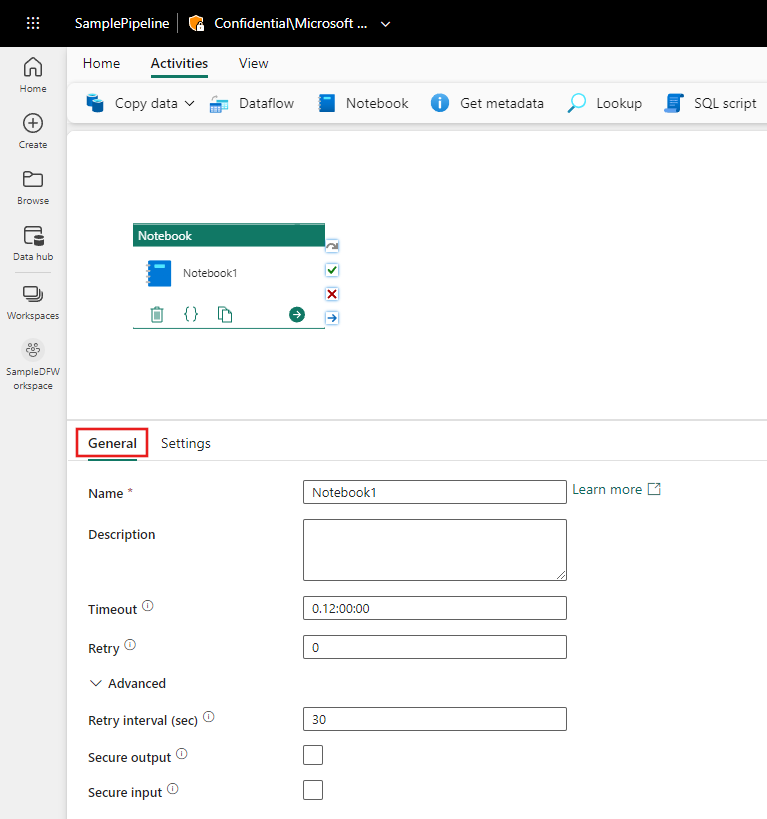 SamplePipeline
Confidential\Microsoft ...
Home
Create
Browse
Data hub
Workspaces
SampleDFW
orkspace
Home Activities View
Copy data Dataflow Notebook Get metadata Lookup SQL script
Notebook
Notebook1
{}
General Settings
Name * Notebook1 Learn more
Description
Timeout 0.12:00:00
Retry 0
Advanced
Retry interval (sec) 30
Secure output
Secure input